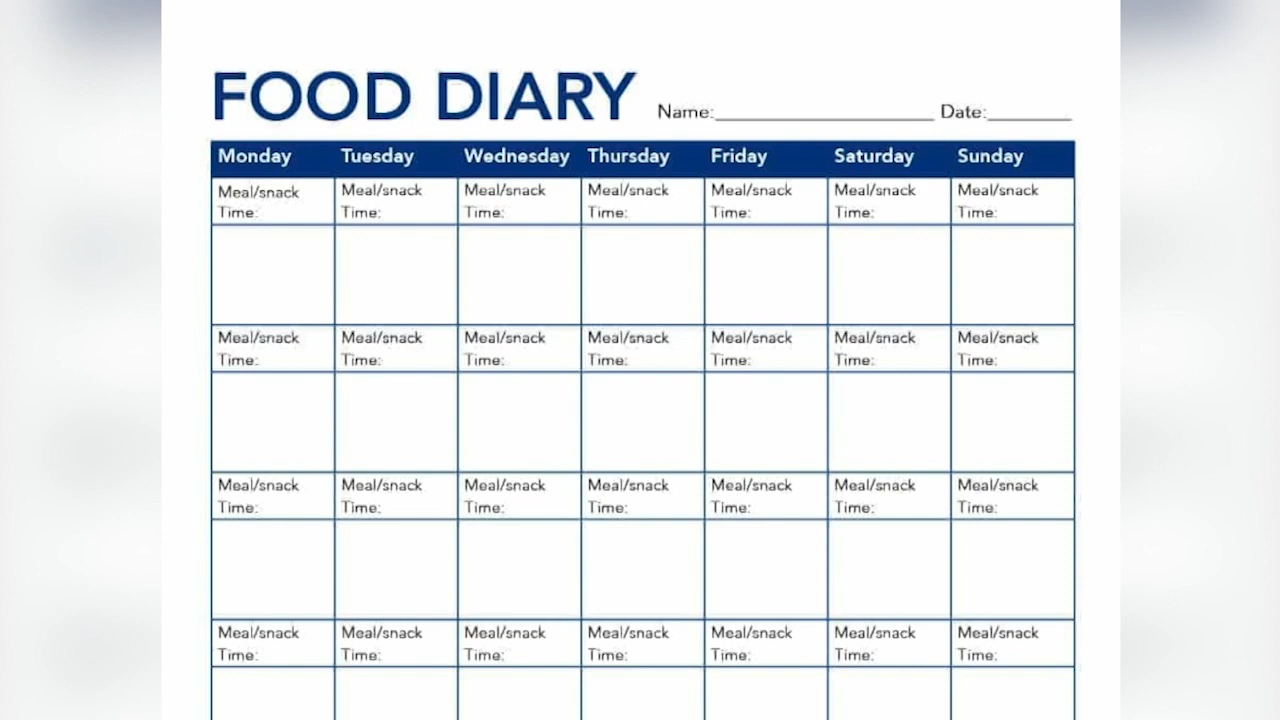 FOOD DIARY Name:____________________ Date:________
Monday Tuesday Wednesday Thursday Friday Saturday Sunday
Meal/snack Meal/snack Meal/snack Meal/snack Meal/snack Meal/snack Meal/snack
Time: Time: Time: Time: Time: Time: Time:
Meal/snack Meal/snack Meal/snack Meal/snack Meal/snack Meal/snack Meal/snack
Time: Time: Time: Time: Time: Time: Time:
Meal/snack Meal/snack Meal/snack Meal/snack Meal/snack Meal/snack Meal/snack
Time: Time: Time: Time: Time: Time: Time:
Meal/snack Meal/snack Meal/snack Meal/snack Meal/snack Meal/snack Meal/snack
Time: Time: Time: Time: Time: Time: Time: